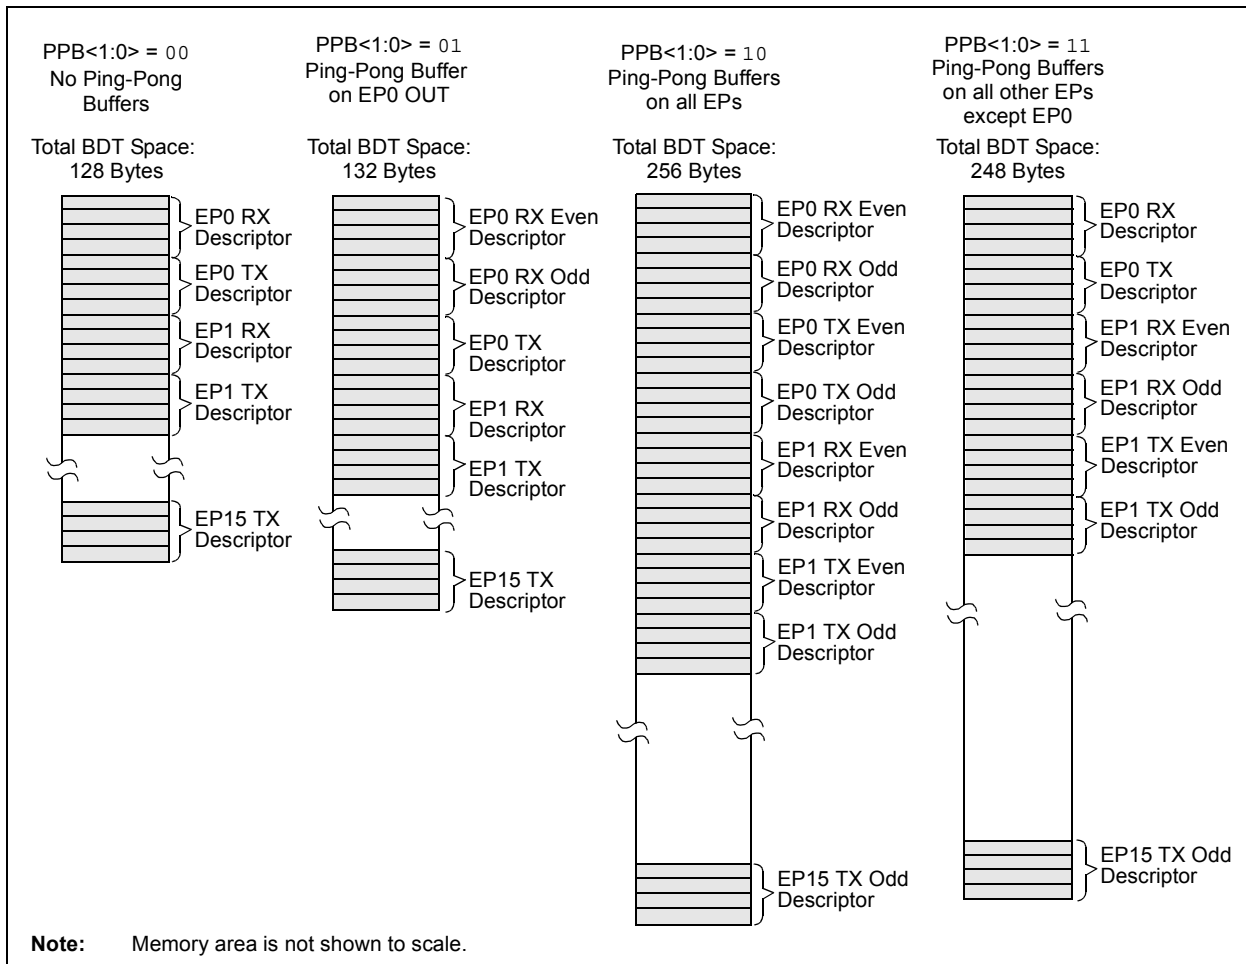 PPB<1:0> = 00
No Ping-Pong
Buffers
Total BDT Space:
128 Bytes
EP0 RX
Descriptor
EP0 TX
Descriptor
EP1 RX
Descriptor
EP1 TX
Descriptor
EP15 TX
Descriptor
PPB<1:0> = 01
Ping-Pong Buffer
on EP0 OUT
Total BDT Space:
132 Bytes
EP0 RX Even
Descriptor
EP0 RX Odd
Descriptor
EP0 TX
Descriptor
EP1 RX
Descriptor
EP1 TX
Descriptor
EP15 TX
Descriptor
PPB<1:0> = 10
Ping-Pong Buffers
on all EPs
Total BDT Space:
256 Bytes
EP0 RX Even
Descriptor
EP0 RX Odd
Descriptor
EP0 TX Even
Descriptor
EP0 TX Odd
Descriptor
EP1 RX Even
Descriptor
EP1 RX Odd
Descriptor
EP1 TX Even
Descriptor
EP1 TX Odd
Descriptor
EP15 TX Odd
Descriptor
PPB<1:0> = 11
Ping-Pong Buffers
on all other EPs
except EP0
Total BDT Space:
248 Bytes
EP0 RX
Descriptor
EP0 TX
Descriptor
EP1 RX Even
Descriptor
EP1 RX Odd
Descriptor
EP1 TX Even
Descriptor
EP1 TX Odd
Descriptor
EP15 TX Odd
Descriptor
Note: Memory area is not shown to scale.